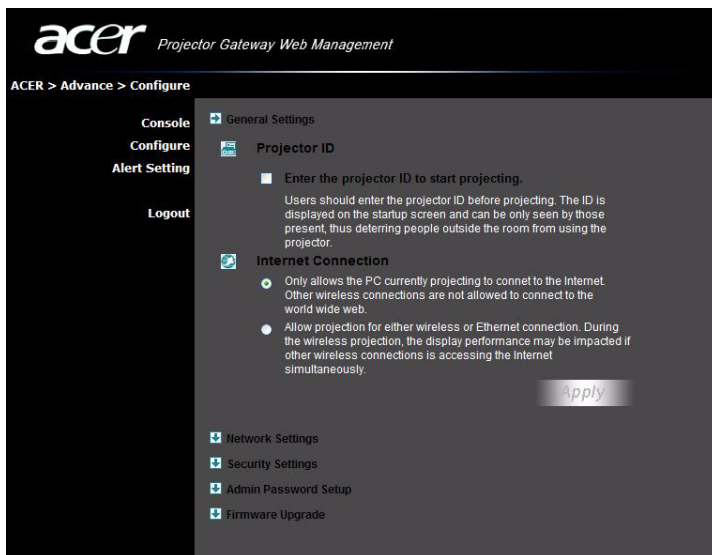 acer Projector Gateway Web Management
ACER > Advance > Configure
Console
Configure
Alert Setting
Logout
General Settings
Projector ID
Enter the projector ID to start projecting.
Users should enter the projector ID before projecting. The ID is
displayed on the startup screen and can be only seen by those
present, thus deterring people outside the room from using the
projector.
Internet Connection
Only allows the PC currently projecting to connet to the Internet.
Other wireless connections are not allowed to connect to the
world wide web.
Allow projection for either wireless or Ethernet connection. During
the wireless projection, the display performance may be impacted if
other wireless connections is accessing the Internet
simultaneously.
Apply
Network Settings
Security Settings
Admin Password Setup
Firmware Upgrade